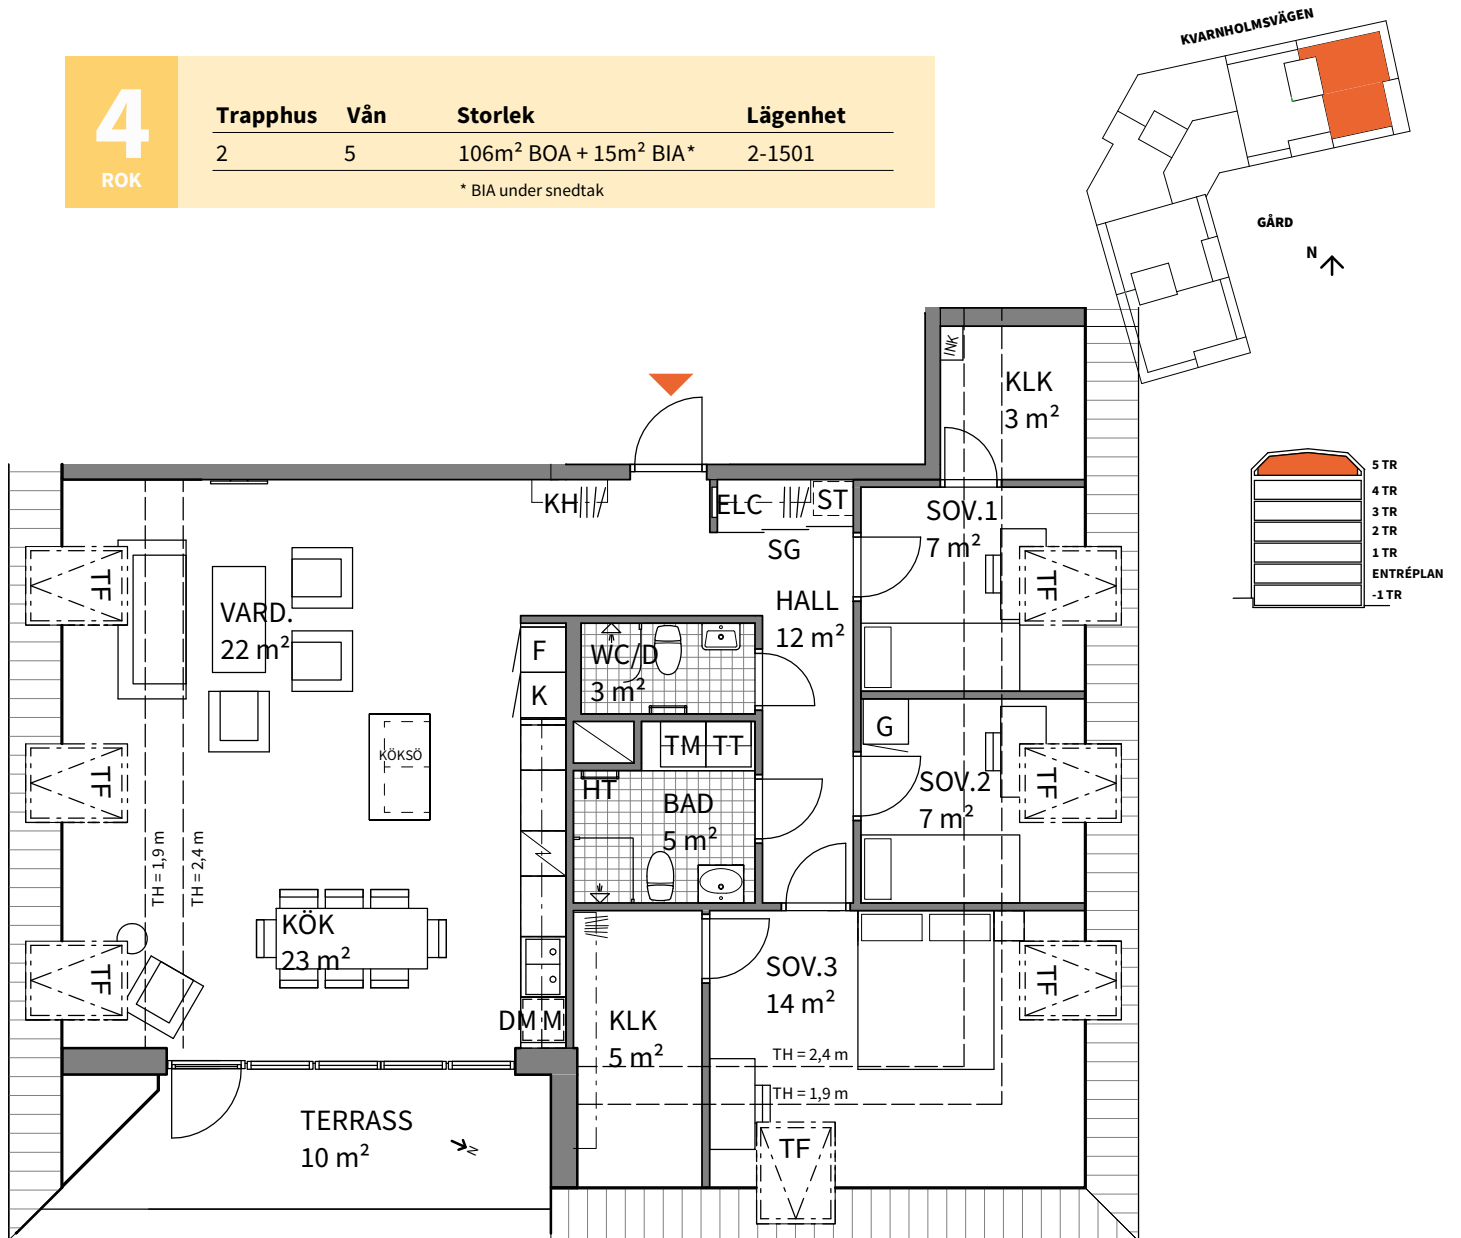 4
ROK
Trapphus Vån Storlek Lägenhet
2 5 106m² BOA + 15m² BIA* 2-1501
* BIA under snedtak
KVARNHOLMSVÄGEN
GÅRD
N
5 TR
4 TR
3 TR
2 TR
1 TR
ENTRÉPLAN
-1 TR
INK
KLK
3 m²
KH
ELC
ST
SG
SOV.1
7 m²
TF
TF
HALL
12 m²
VARD.
22 m²
F
K
WC/D
3 m²
G
TM TT
KÖKSÖ
HT
BAD
5 m²
SOV.2
7 m²
TF
TF
TH = 1,9 m
TH = 2,4 m
KÖK
23 m²
TF
TF
SOV.3
14 m²
DM M
KLK
5 m²
TH = 2,4 m
TH = 1,9 m
TERRASS
10 m²
N
TF